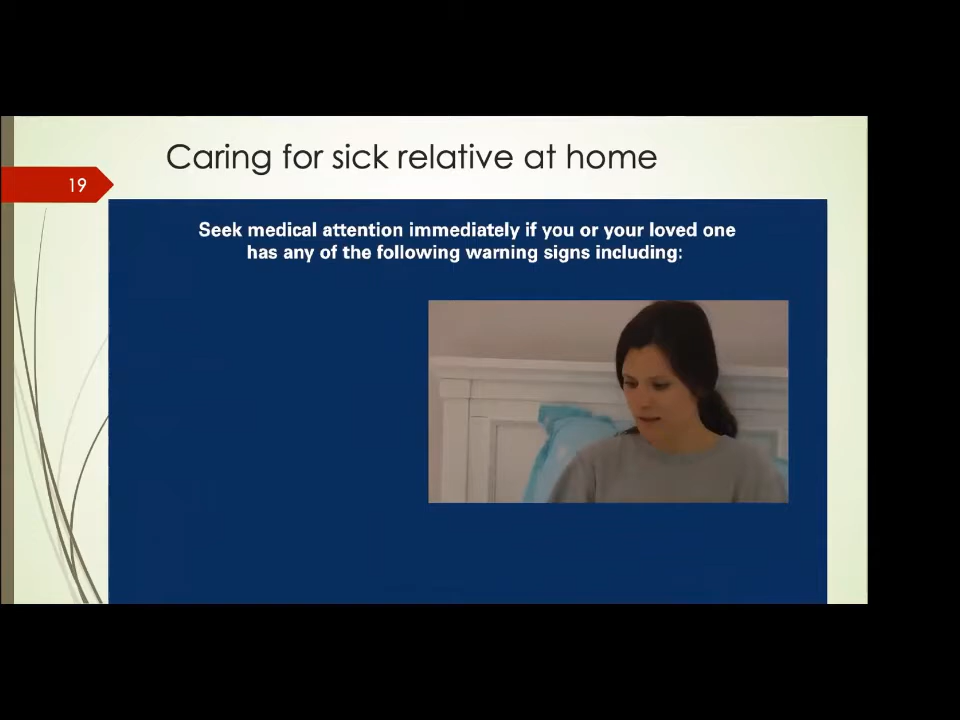 Caring for sick relative at home
19
Seek medical attention immediately if you or your loved one
has any of the following warning signs including: